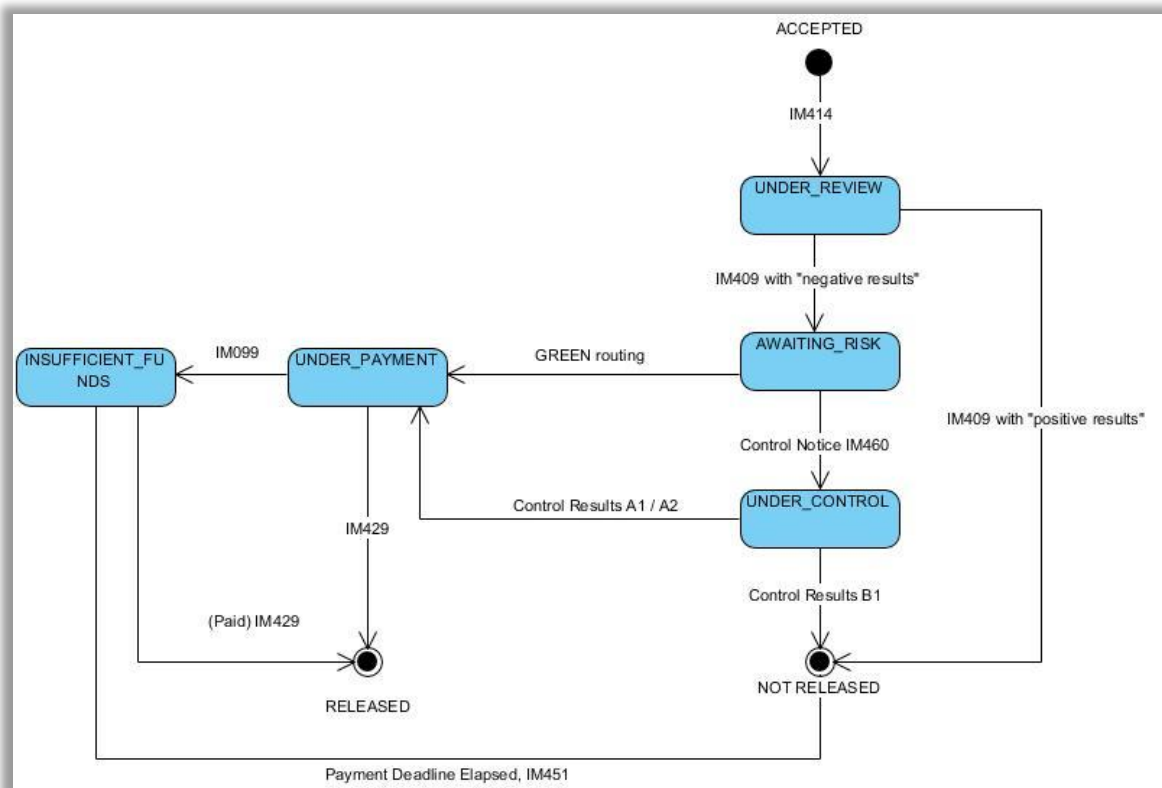 ACCEPTED
IM414
UNDER_REVIEW
IM409 with "negative results"
INSUFFICIENT_FU
NDS
IM099
UNDER_PAYMENT
GREEN routing
AWAITING_RISK
IM409 with "positive results"
Control Notice IM460
Control Results A1 / A2
UNDER_CONTROL
IM429
Control Results B1
(Paid) IM429
RELEASED
NOT RELEASED
Payment Deadline Elapsed, IM451